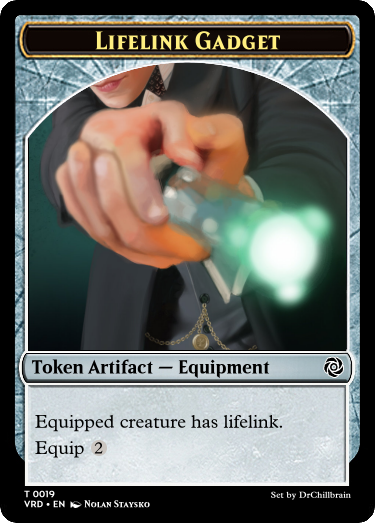 Lifelink Gadget
Token Artifact — Equipment
Equipped creature has lifelink.
Equip 2
T 0019
VRD • EN Nolan Staysko
Set by DrChillbrain